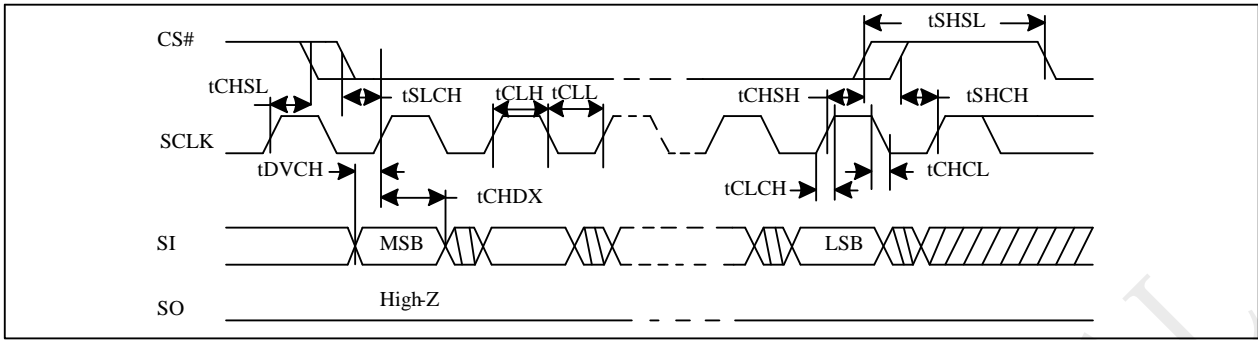 tSHSL
CS#
tCHSL
tSLCH
tCLH
tCLL
tCHSH
tSHCH
SCLK
tDVCH
tCHDX
tCLCH
tCHCL
SI
MSB
LSB
High-Z
SO